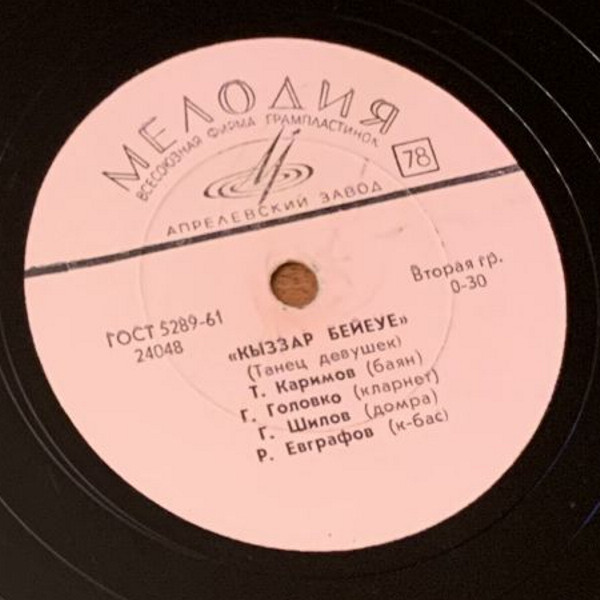 МЕЛОДИЯ
ВСЕСОЮЗНАЯ ФИРМА ГРАМПЛАСТИНОК
78
АПРЕЛЕВСКИЙ ЗАВОД
ГОСТ 5289-61
24048
Вторая гр.
0-30
«КЫЗЗАР БЕЙЕУЕ»
(Танец девушек)
Т. Каримов (баян)
Г. Головко (кларнет)
Г. Шилов (домра)
Р. Евграфов (к-бас)